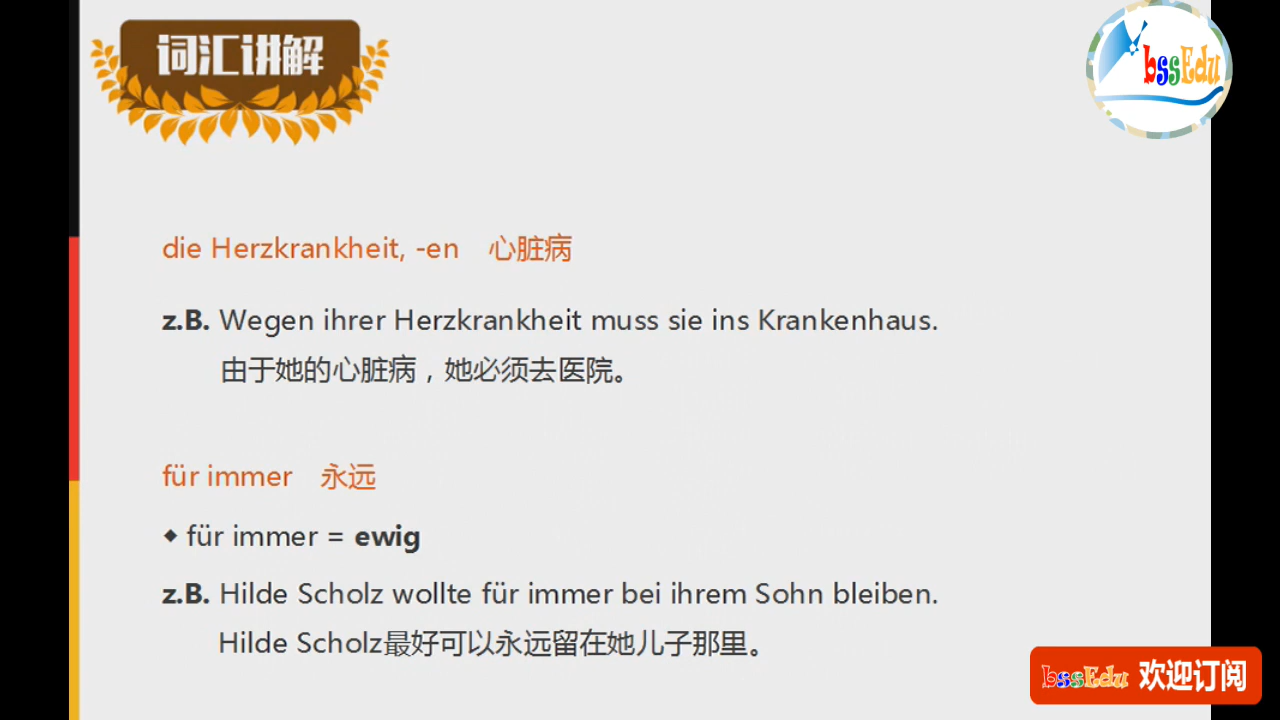 词汇讲解
bssEdu
die Herzkrankheit, -en 心脏病
z.B. Wegen ihrer Herzkrankheit muss sie ins Krankenhaus.
由于她的心脏病，她必须去医院。
für immer 永远
◆ für immer = ewig
z.B. Hilde Scholz wollte für immer bei ihrem Sohn bleiben.
Hilde Scholz最好可以永远留在她儿子那里。
bssEdu 欢迎订阅